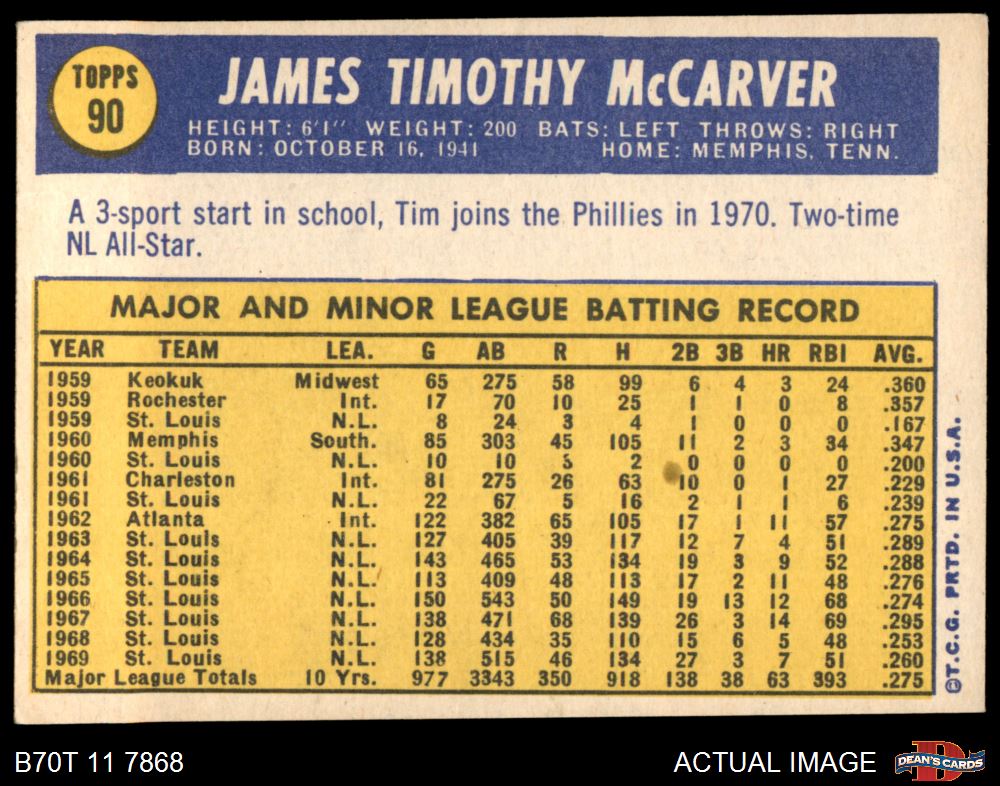 TOPPS
90
JAMES TIMOTHY McCARVER
HEIGHT: 6'1" WEIGHT: 200 BATS: LEFT THROWS: RIGHT
BORN: OCTOBER 16, 1941 HOME: MEMPHIS, TENN.
A 3-sport start in school, Tim joins the Phillies in 1970. Two-time
NL All-Star.
MAJOR AND MINOR LEAGUE BATTING RECORD
YEAR TEAM LEA. G AB R H 2B 3B HR RBI AVG.
1959 Keokuk Midwest 65 275 58 99 6 4 3 24 .360
1959 Rochester Int. 17 70 10 25 1 1 0 8 .357
1959 St. Louis N.L. 8 24 3 4 1 0 0 0 .167
1960 Memphis South. 85 303 45 105 11 2 3 34 .347
1960 St. Louis N.L. 10 10 2 0 0 0 0 .200
1961 Charleston Int. 81 275 26 63 10 0 1 27 .229
1961 St. Louis N.L. 22 67 5 16 2 1 1 6 .239
1962 Atlanta Int. 122 382 65 105 17 1 11 57 .275
1963 St. Louis N.L. 127 405 39 117 12 7 4 51 .289
1964 St. Louis N.L. 143 465 53 134 19 3 9 52 .288
1965 St. Louis N.L. 113 409 48 113 17 2 11 48 .276
1966 St. Louis N.L. 150 543 50 149 19 13 12 68 .274
1967 St. Louis N.L. 138 471 68 139 26 3 14 69 .295
1968 St. Louis N.L. 128 434 35 110 15 6 5 48 .253
1969 St. Louis N.L. 138 515 46 134 27 3 7 51 .260
Major League Totals 10 Yrs. 977 3343 350 918 138 38 63 393 .275
©T.C.G. PRTD. IN U.S.A.
B70T 11 7868 ACTUAL IMAGE
D
DEAN'S CARDS